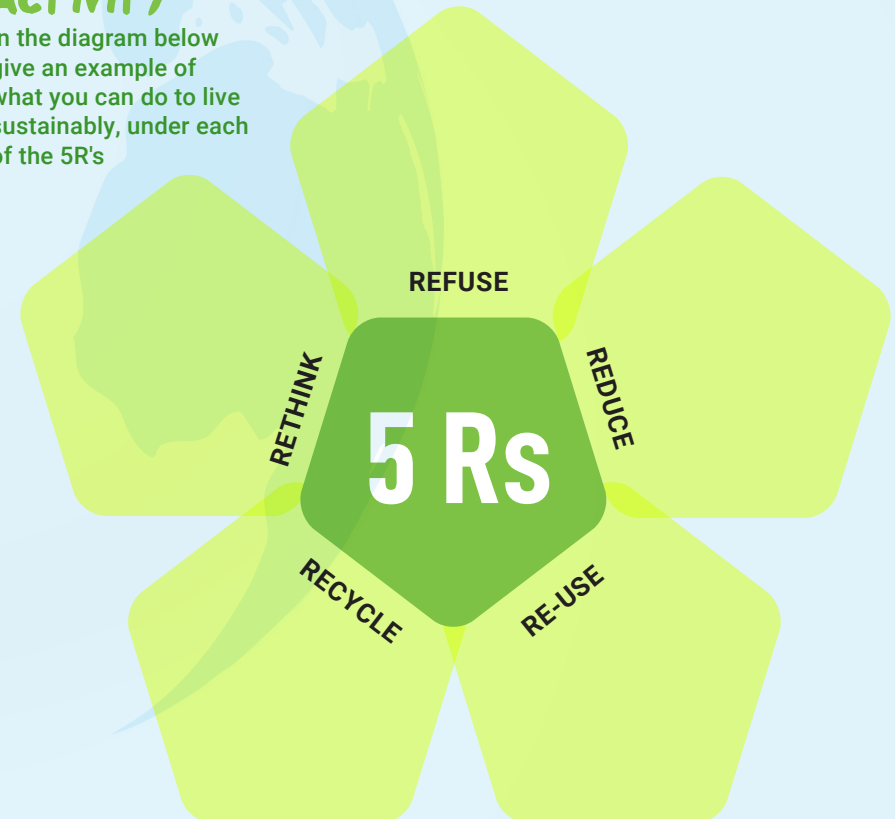 n the diagram below
give an example of
what you can do to live
sustainably, under each
of the 5R's
REFUSE
RETHINK
REDUCE
5 Rs
RECYCLE
RE-USE